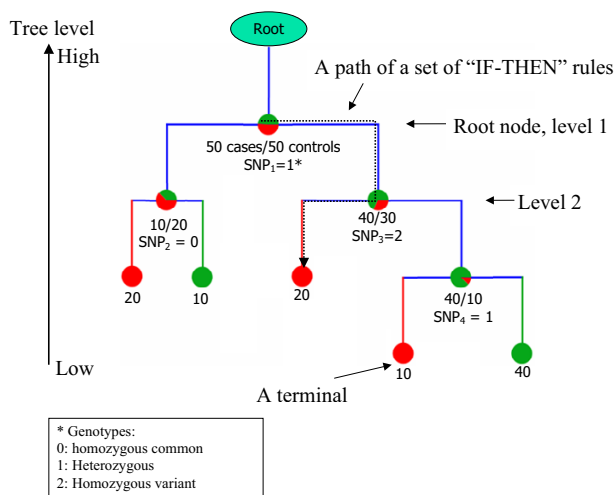 Tree level
High
Root
A path of a set of “IF-THEN” rules
Root node, level 1
50 cases/50 controls
SNP1=1*
Level 2
10/20
SNP2 = 0
40/30
SNP3=2
20
10
20
40/10
SNP4 = 1
Low
10
40
A terminal
* Genotypes:
0: homozygous common
1: Heterozygous
2: Homozygous variant